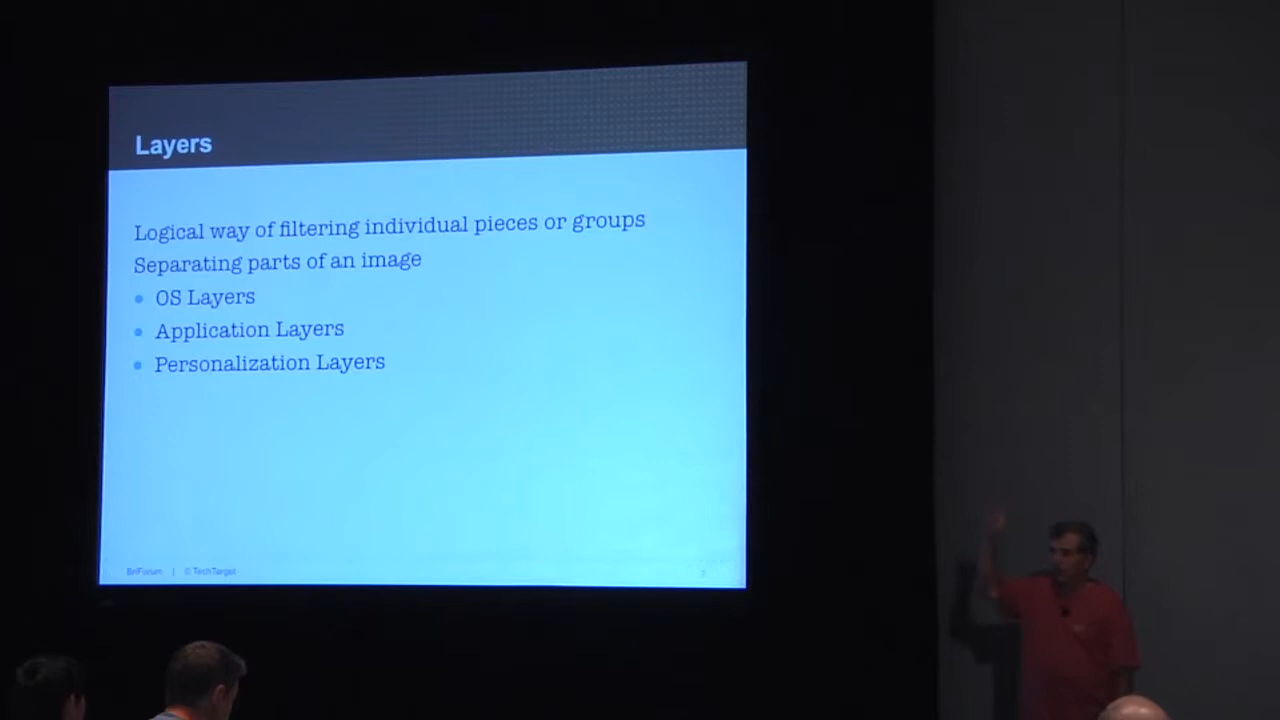 Layers
Logical way of filtering individual pieces or groups
Separating parts of an image
• OS Layers
• Application Layers
• Personalization Layers
BriForum | © TechTarget